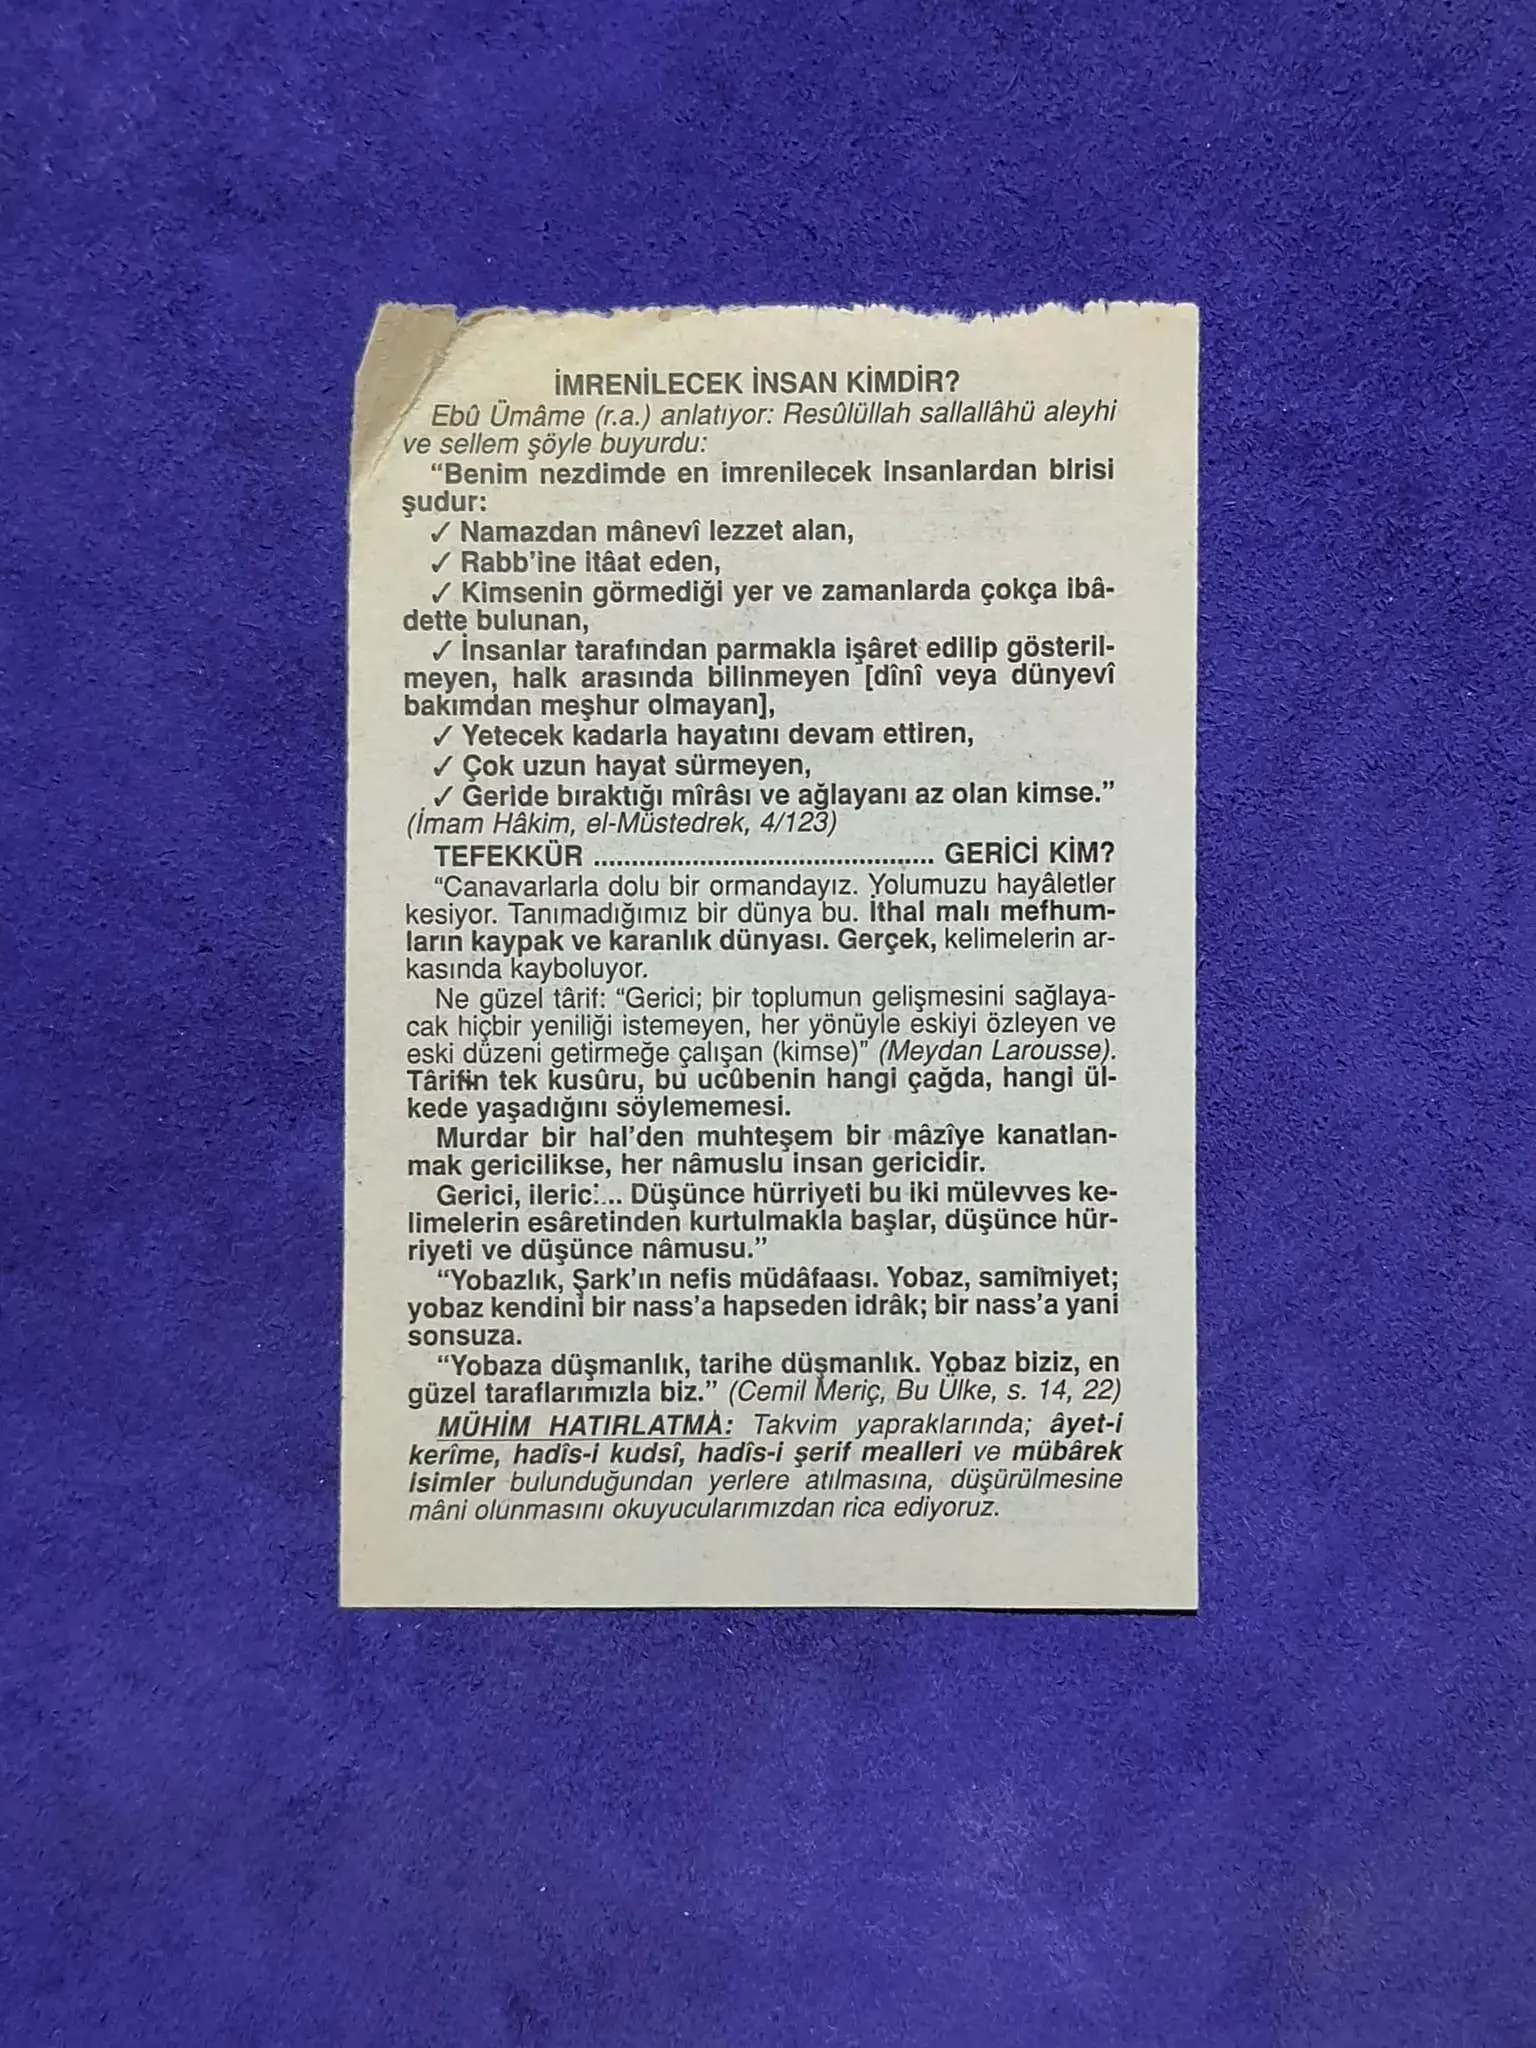 İMRENİLECEK İNSAN KİMDİR?
Ebû Ümâme (r.a.) anlatıyor: Resûlüllah sallallâhü aleyhi
ve sellem şöyle buyurdu:
“Benim nezdimde en imrenilecek insanlardan birisi
şudur:
✓ Namazdan mânevî lezzet alan,
✓ Rabb’ine itâat eden,
✓ Kimsenin görmediği yer ve zamanlarda çokça ibâ-
dette bulunan,
✓ İnsanlar tarafından parmakla işâret edilip gösteril-
meyen, halk arasında bilinmeyen [dînî veya dünyevî
bakımdan meşhur olmayan],
✓ Yetecek kadarla hayatını devam ettiren,
✓ Çok uzun hayat sürmeyen,
✓ Geride bıraktığı mîrâsı ve ağlayanı az olan kimse.”
(İmam Hâkim, el-Müstedrek, 4/123)
TEFEKKÜR ............................................. GERİCİ KİM?
“Canavarlarla dolu bir ormandayız. Yolumuzu hayâletler
kesiyor. Tanımadığımız bir dünya bu. İthal malı mefhum-
ların kaypak ve karanlık dünyası. Gerçek, kelimelerin ar-
kasında kayboluyor.
Ne güzel târif: “Gerici; bir toplumun gelişmesini sağlaya-
cak hiçbir yeniliği istemeyen, her yönüyle eskiyi özleyen ve
eski düzeni getirmeğe çalışan (kimse)” (Meydan Larousse).
Târifin tek kusûru, bu ucûbenin hangi çağda, hangi ül-
kede yaşadığını söylememesi.
Murdar bir hal’den muhteşem bir mâzîye kanatlan-
mak gericilikse, her nâmuslu insan gericidir.
Gerici, ilerici... Düşünce hürriyeti bu iki mülevves ke-
limelerin esâretinden kurtulmakla başlar, düşünce hür-
riyeti ve düşünce nâmusu.”
“Yobazlık, Şark’ın nefis müdâfaası. Yobaz, samimiyet;
yobaz kendini bir nass’a hapseden idrâk; bir nass’a yani
sonsuza.
“Yobaza düşmanlık, tarihe düşmanlık. Yobaz biziz, en
güzel taraflarımızla biz.” (Cemil Meriç, Bu Ülke, s. 14, 22)
MÜHİM HATIRLATMA: Takvim yapraklarında; âyet-i
kerîme, hadîs-i kudsî, hadîs-i şerif mealleri ve mübârek
isimler bulunduğundan yerlere atılmasına, düşürülmesine
mâni olunmasını okuyucularımızdan rica ediyoruz.